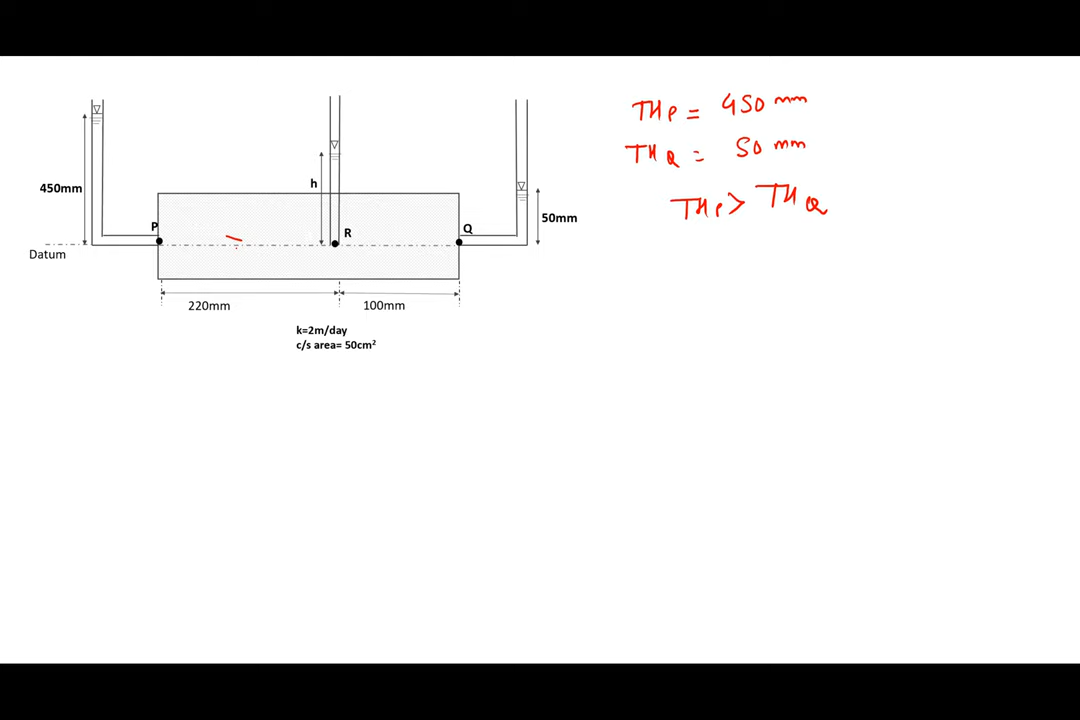 TH_P = 450 mm
TH_Q = 50 mm
TH_P > TH_Q
450mm
h
50mm
P
R
Q
Datum
220mm
100mm
k=2m/day
c/s area= 50cm²